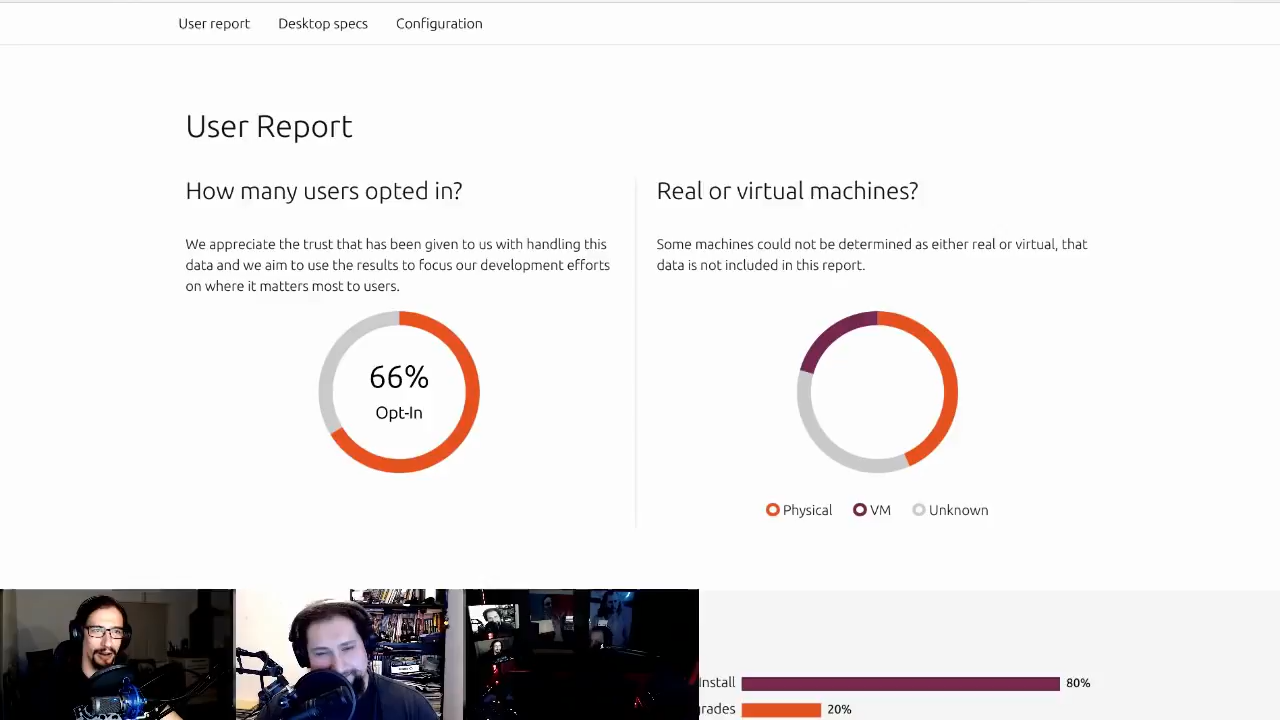 User report Desktop specs Configuration
User Report
How many users opted in?
We appreciate the trust that has been given to us with handling this
data and we aim to use the results to focus our development efforts
on where it matters most to users.
66%
Opt-In
Real or virtual machines?
Some machines could not be determined as either real or virtual, that
data is not included in this report.
Physical VM Unknown
Install 80%
grades 20%